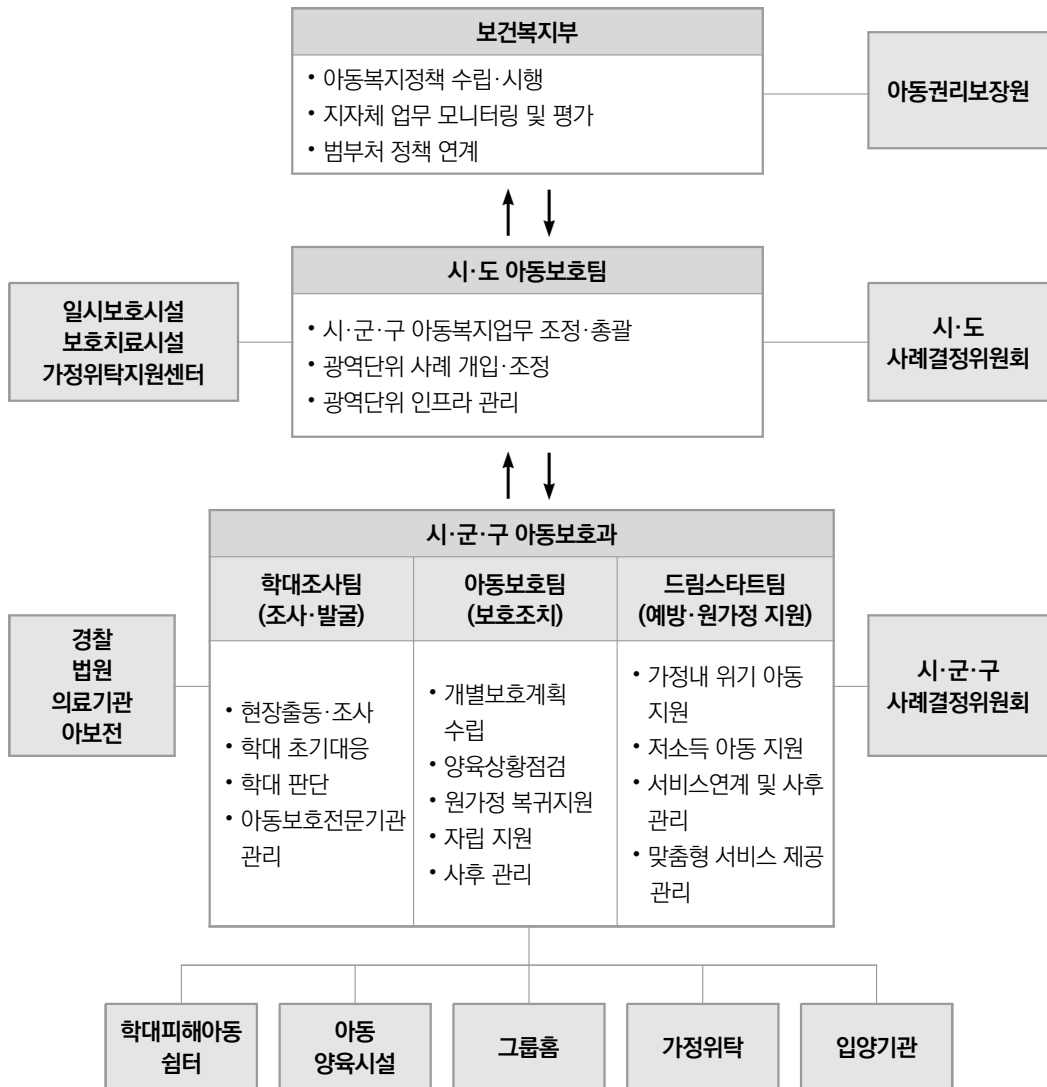 보건복지부
• 아동복지정책 수립·시행
• 지자체 업무 모니터링 및 평가
• 범부처 정책 연계
아동권리보장원
시·도 아동보호팀
• 시·군·구 아동복지업무 조정·총괄
• 광역단위 사례 개입·조정
• 광역단위 인프라 관리
일시보호시설
보호치료시설
가정위탁지원센터
시·도
사례결정위원회
시·군·구 아동보호과
학대조사팀
(조사·발굴)
• 현장출동·조사
• 학대 초기대응
• 학대 판단
• 아동보호전문기관
관리
아동보호팀
(보호조치)
• 개별보호계획
수립
• 양육상황점검
• 원가정 복귀지원
• 자립 지원
• 사후 관리
드림스타트팀
(예방·원가정 지원)
• 가정내 위기 아동
지원
• 저소득 아동 지원
• 서비스연계 및 사후
관리
• 맞춤형 서비스 제공
관리
경찰
법원
의료기관
아보전
시·군·구
사례결정위원회
학대피해아동
쉼터
아동
양육시설
그룹홈
가정위탁
입양기관